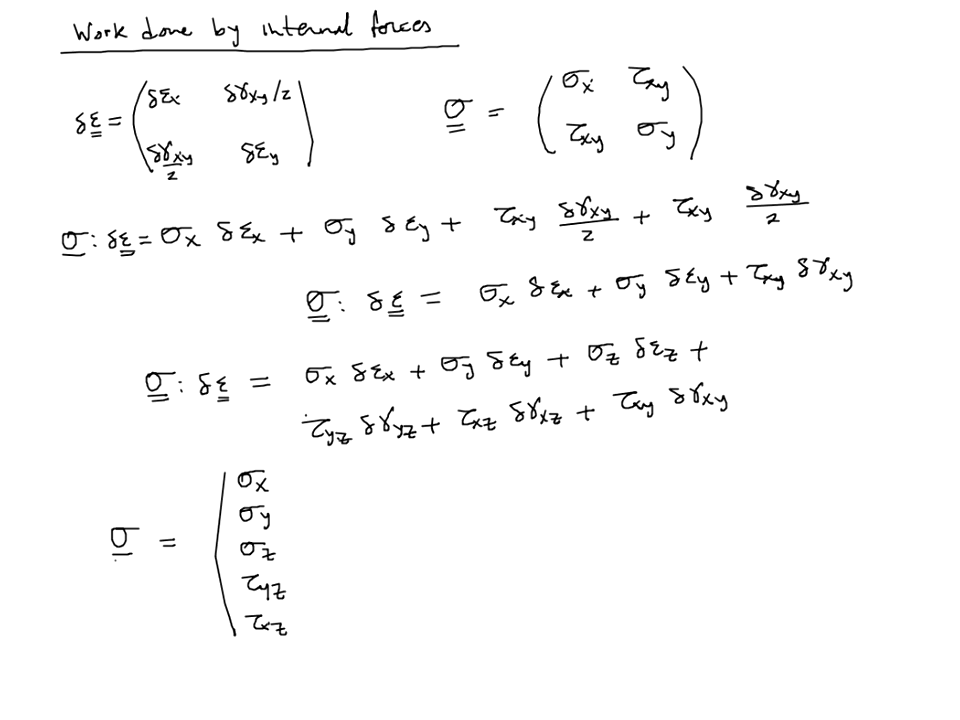 Work done by internal forces
δε = ( δεx δγxy/2 ) σ = ( σx τxy )
( δγxy/2 δεy ) ( τxy σy )
σ : δε = σx δεx + σy δεy + τxy δγxy/2 + τxy δγxy/2
σ : δε = σx δεx + σy δεy + τxy δγxy
σ : δε = σx δεx + σy δεy + σz δεz +
τyz δγyz + τxz δγxz + τxy δγxy
σx
σy
σ = σz
τyz
τxz